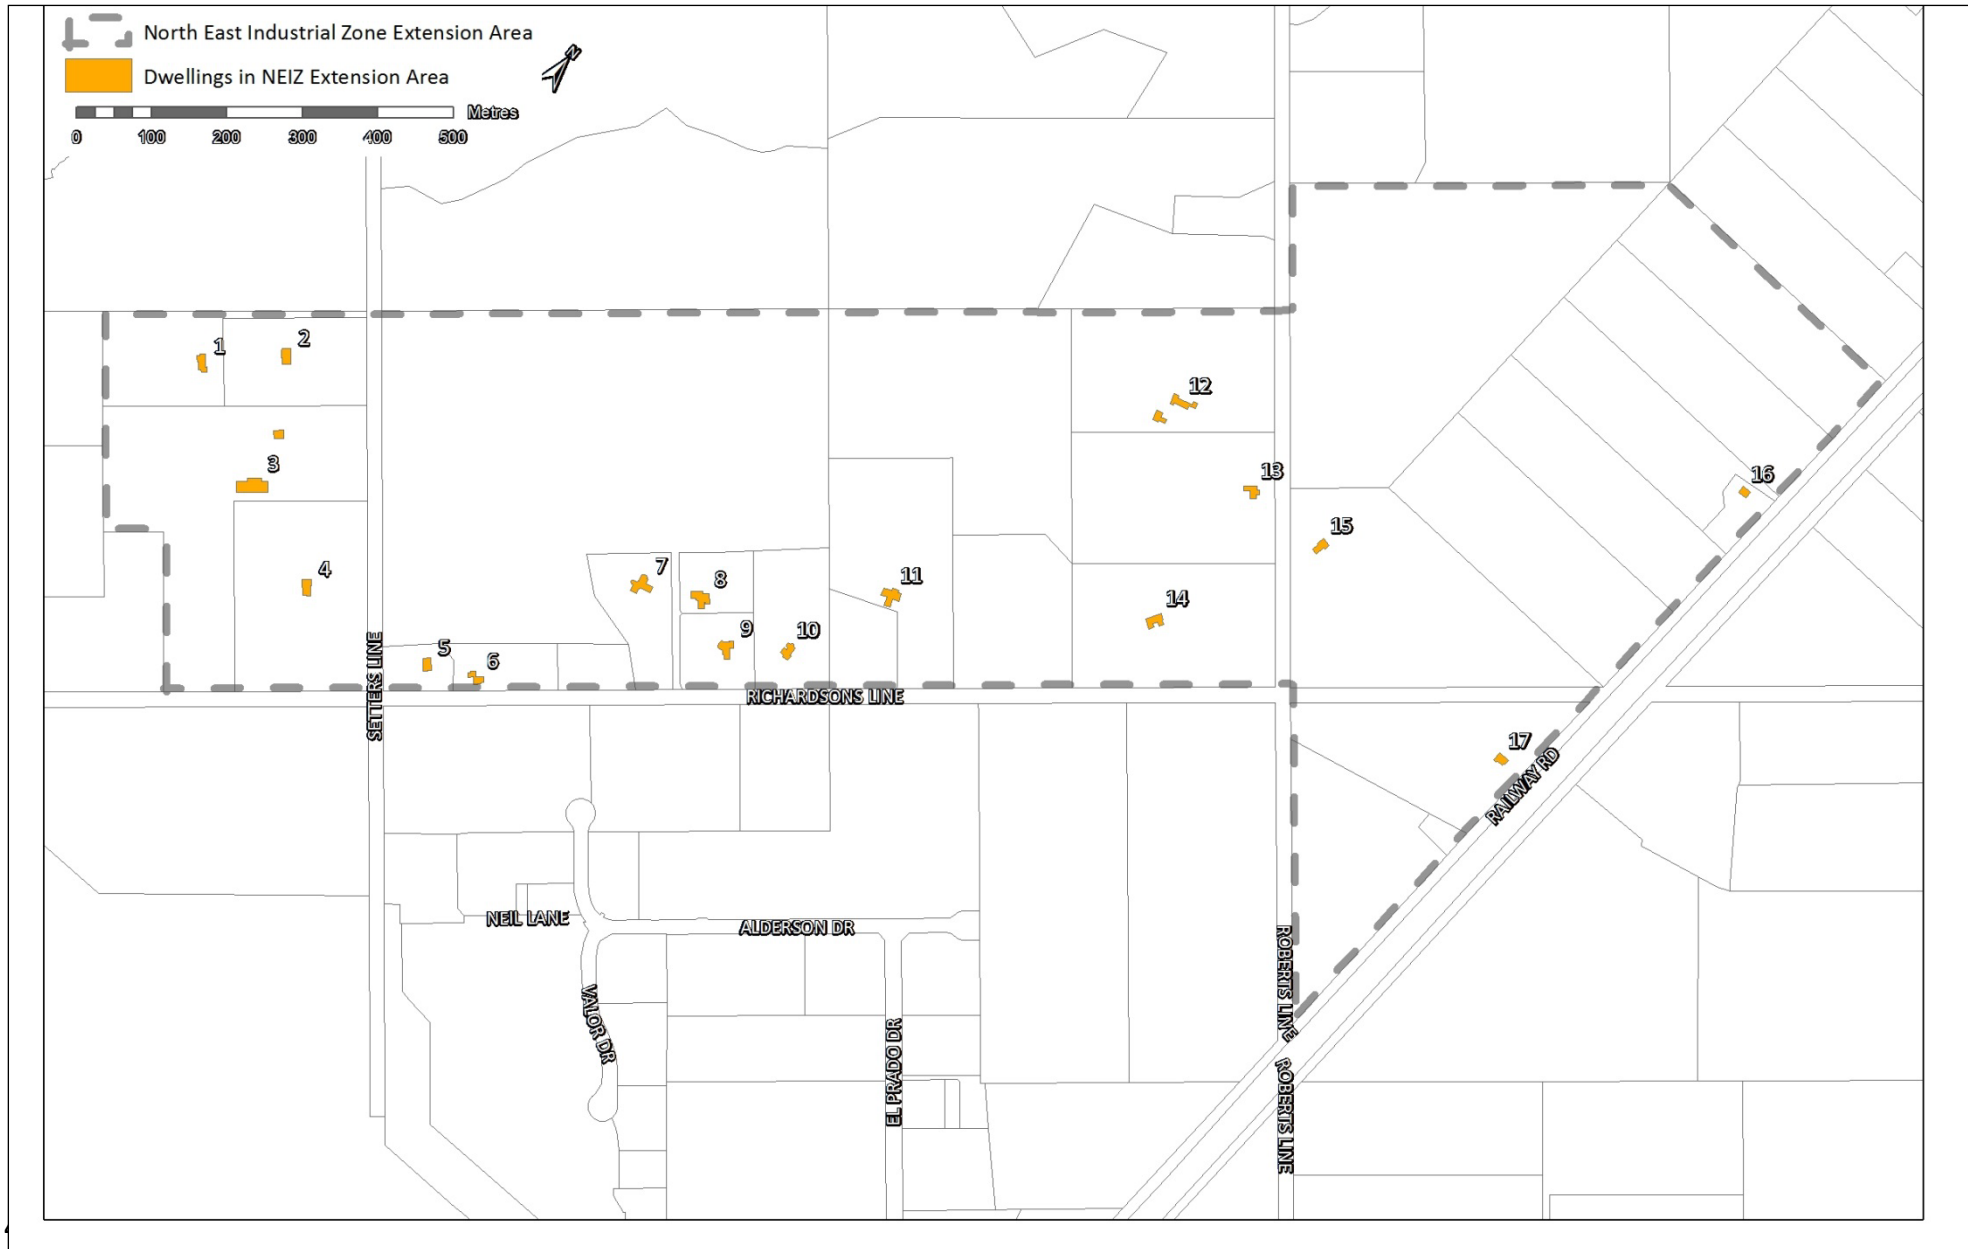 North East Industrial Zone Extension Area
N
Dwellings in NEIZ Extension Area
Metres
0 100 200 300 400 500
1
2
3
4
5
6
7
8
9
10
11
12
13
14
15
16
17
SETTERS LINE
RICHARDSONS LINE
RAILWAY RD
NEIL LANE
ALDERSON DR
VALOR DR
EL PRADO DR
ROBERTS LINE
ROBERTS LINE